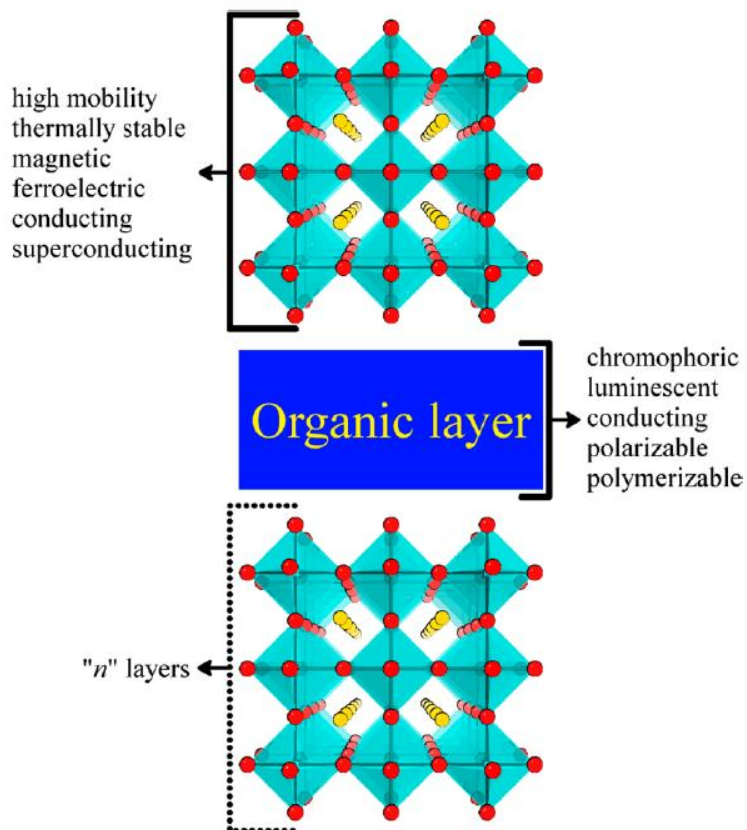 high mobility
thermally stable
magnetic
ferroelectric
conducting
superconducting
Organic layer
chromophoric
luminescent
conducting
polarizable
polymerizable
"n" layers